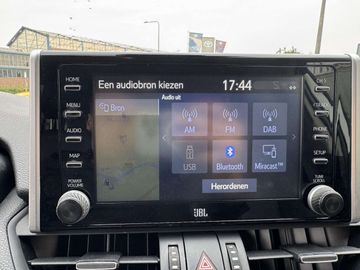 HOME
MENU
AUDIO
MAP
POWER
VOLUME
Een audiobron kiezen
17:44
Bron
Audio uit
AM
FM
DAB
USB
Bluetooth
Miracast™
Herordenen
PHONE
SETUP
TUNE
SCROLL
JBL